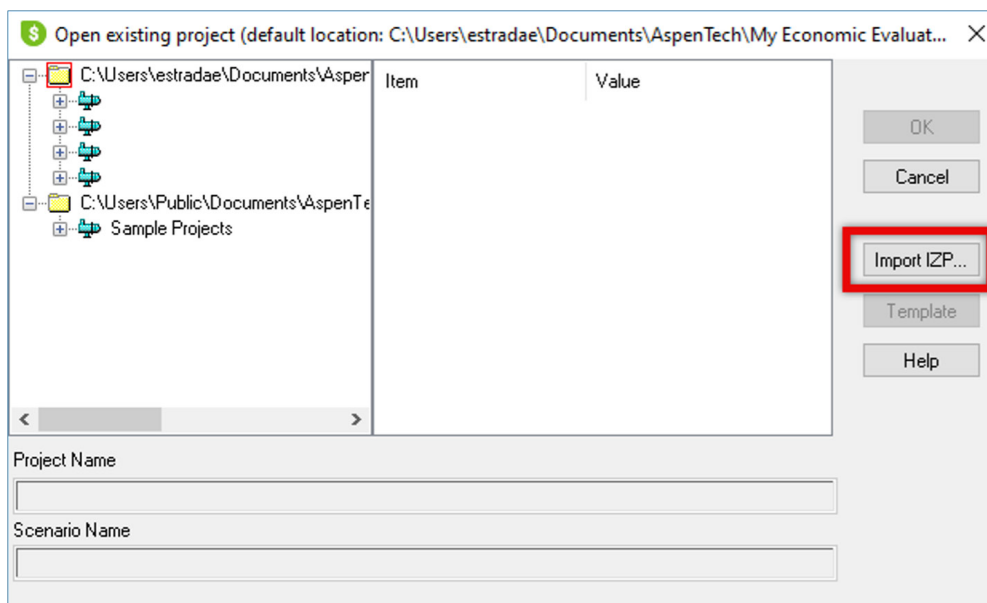 Open existing project (default location: C:\Users\estradae\Documents\AspenTech\My Economic Evaluat...
C:\Users\estradae\Documents\Aspen
Item Value
OK
Cancel
C:\Users\Public\Documents\AspenTe
Sample Projects
Import IZP...
Template
Help
Project Name
Scenario Name